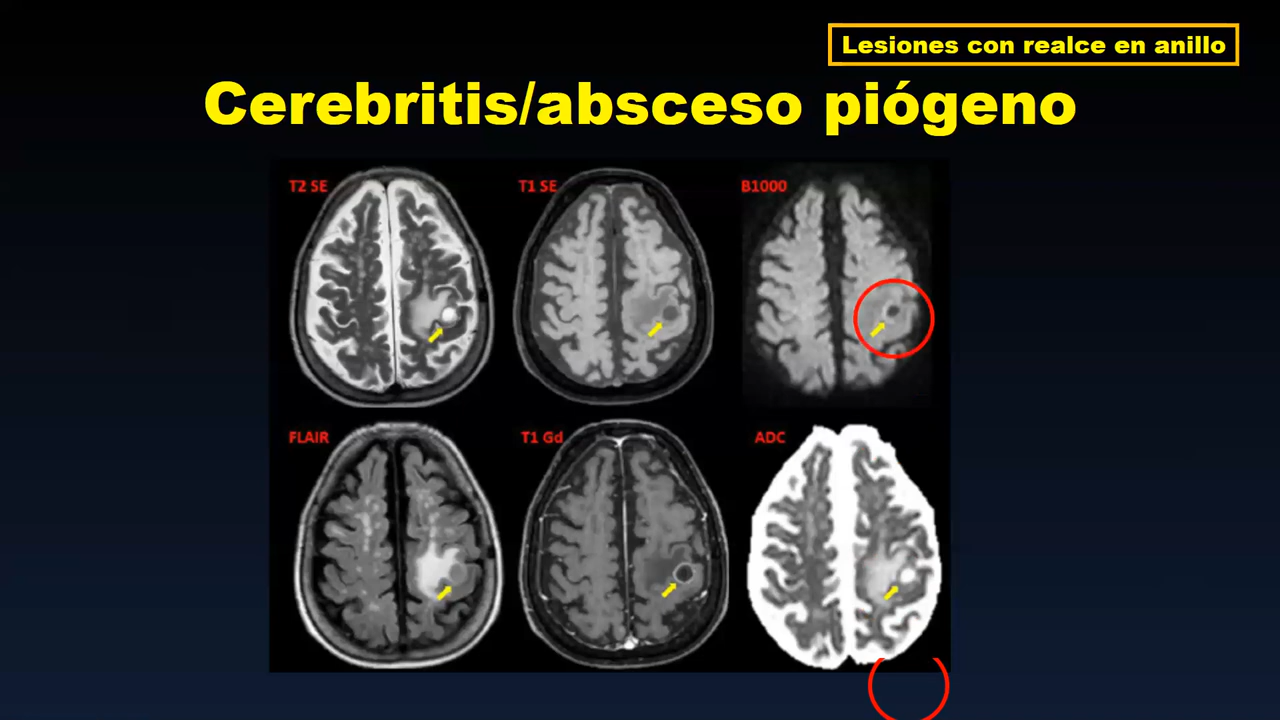 Lesiones con realce en anillo
Cerebritis/absceso piógeno
T2 SE
T1 SE
B1000
FLAIR
T1 Gd
ADC